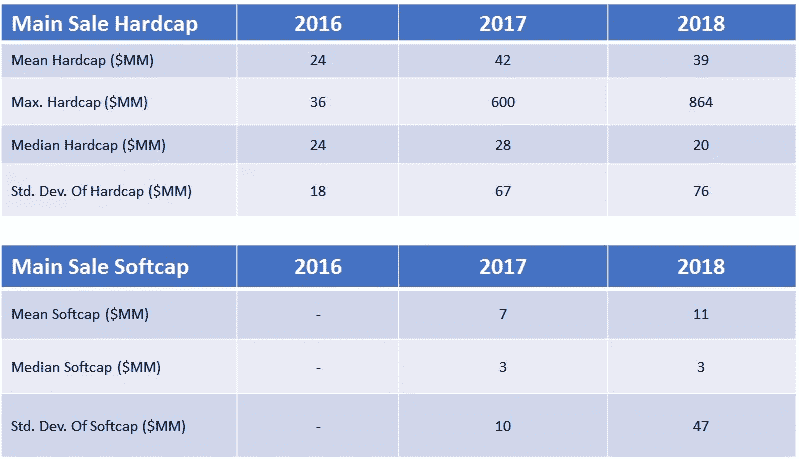 Main Sale Hardcap 2016 2017 2018
Mean Hardcap ($MM) 24 42 39
Max. Hardcap ($MM) 36 600 864
Median Hardcap ($MM) 24 28 20
Std. Dev. Of Hardcap ($MM) 18 67 76
Main Sale Softcap 2016 2017 2018
Mean Softcap ($MM) - 7 11
Median Softcap ($MM) - 3 3
Std. Dev. Of Softcap ($MM) - 10 47